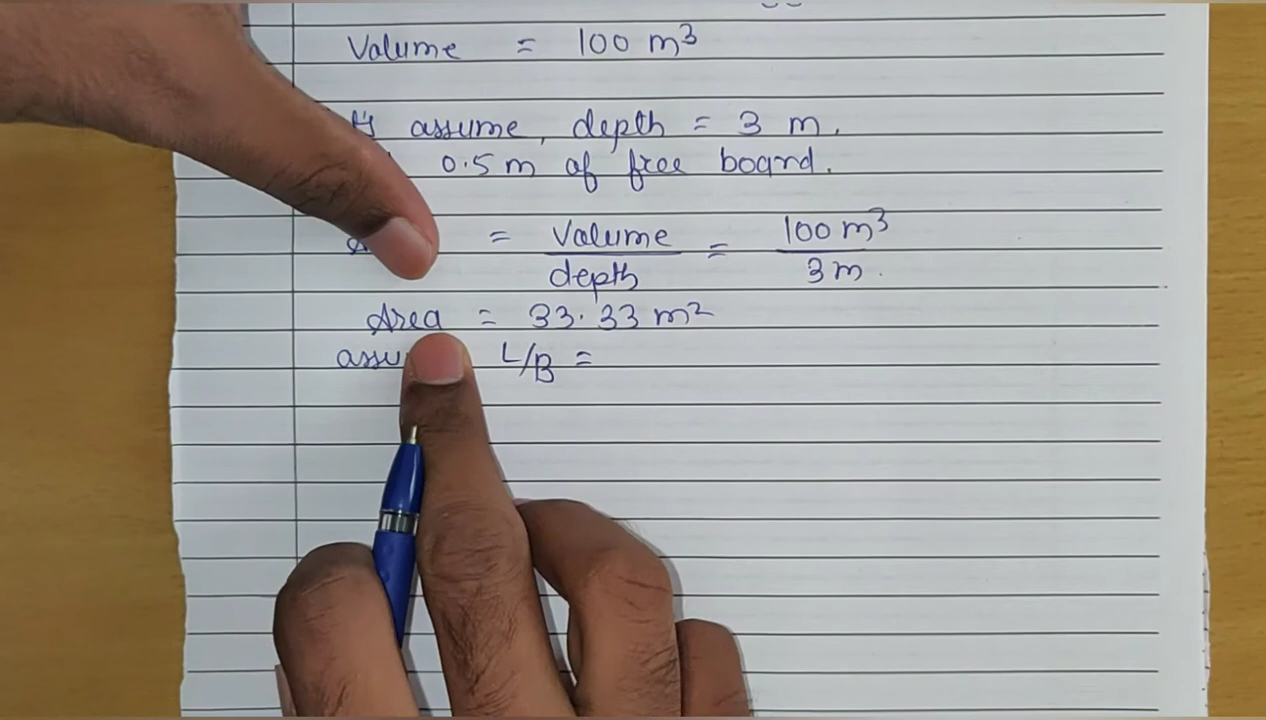 Volume = 100 m³
assume, depth = 3 m.
0.5 m of free board.
= Volume/depth = 100 m³/3 m.
Area = 33.33 m²
L/B =